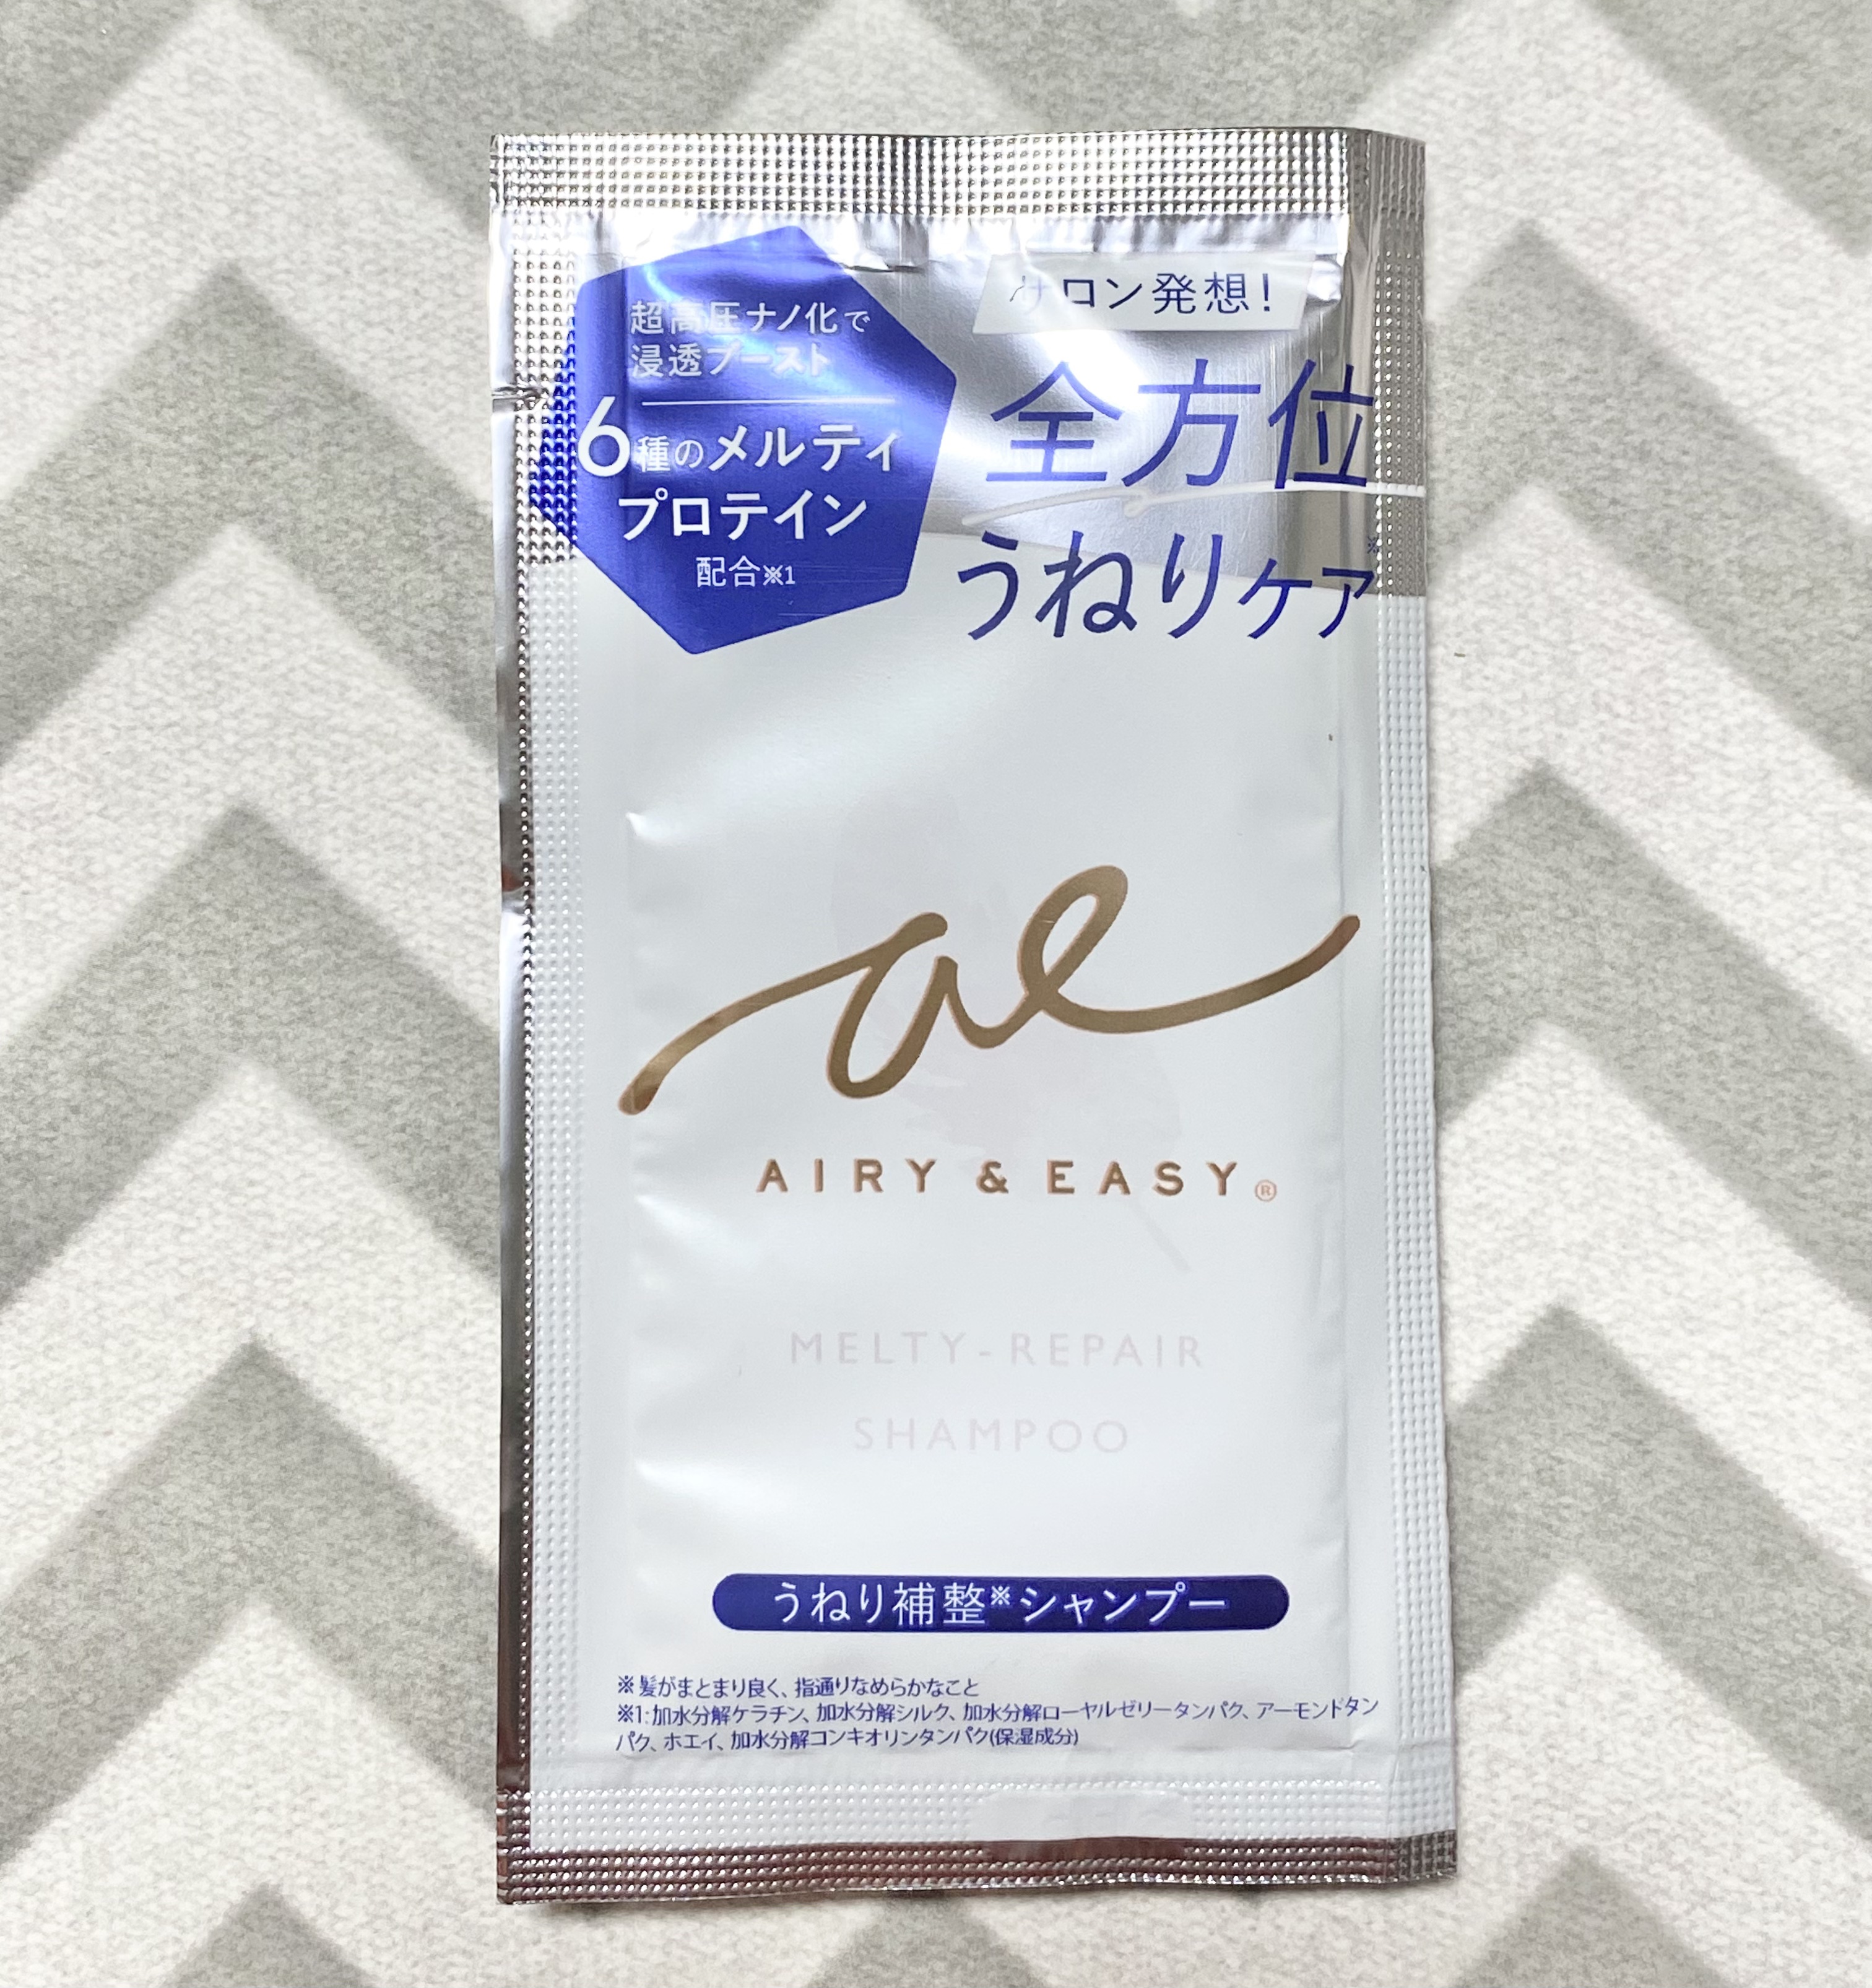 超高圧ナノ化で
浸透ブースト
6種のメルティ
プロテイン
配合※1
サロン発想!
全方位
うねりケア※
ae
AIRY & EASY®
MELTY-REPAIR
SHAMPOO
うねり補整※シャンプー
※髪がまとまり良く、指通りなめらかなこと
※1:加水分解ケラチン、加水分解シルク、加水分解ローヤルゼリータンパク、アーモンドタン
パク、ホエイ、加水分解コンキオリンタンパク(保湿成分)